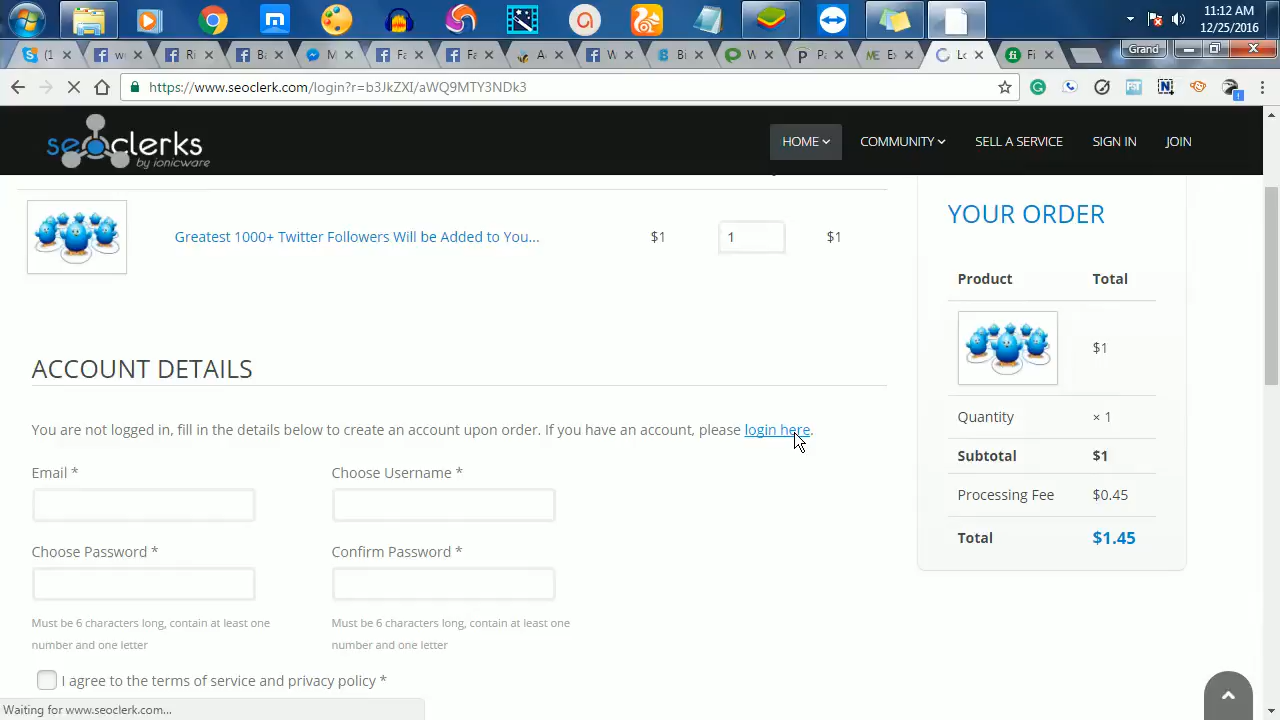 11:12 AM
12/25/2016
Grand
https://www.seoclerk.com/login?r=b3JkZXI/aWQ9MTY3NDk3
seoclerks
by ionicware
HOME
COMMUNITY
SELL A SERVICE
SIGN IN
JOIN
Greatest 1000+ Twitter Followers Will be Added to You...
$1
1
$1
YOUR ORDER
Product Total
$1
Quantity × 1
Subtotal $1
Processing Fee $0.45
Total $1.45
ACCOUNT DETAILS
You are not logged in, fill in the details below to create an account upon order. If you have an account, please login here.
Email *
Choose Username *
Choose Password *
Confirm Password *
Must be 6 characters long, contain at least one
number and one letter
Must be 6 characters long, contain at least one
number and one letter
I agree to the terms of service and privacy policy *
Waiting for www.seoclerk.com...